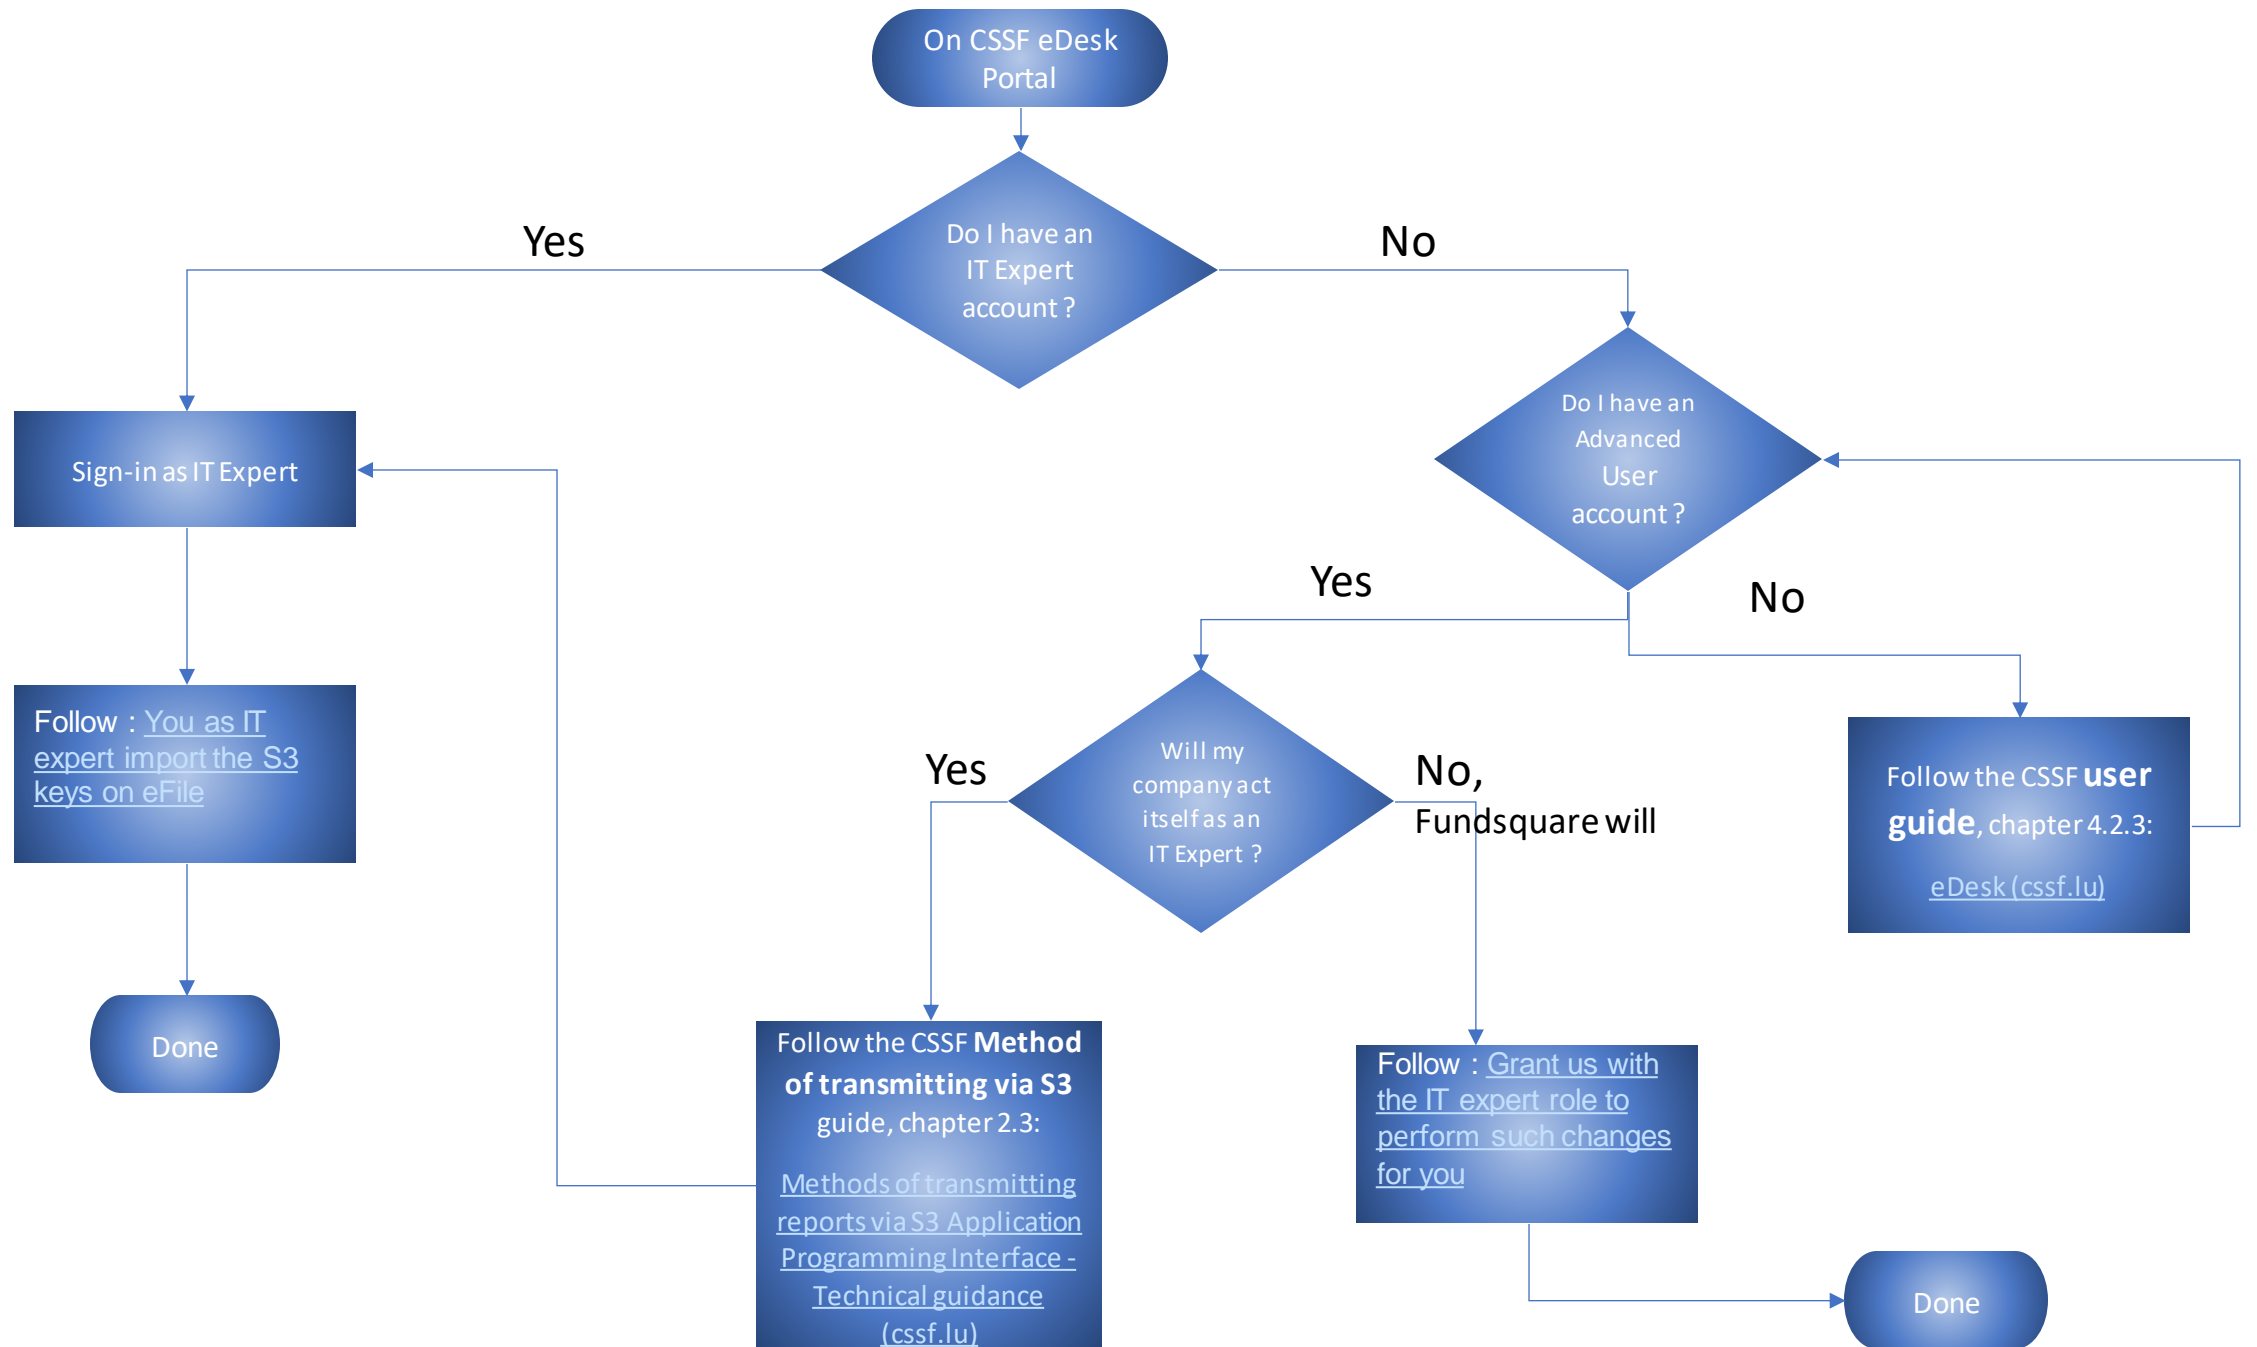 On CSSF eDesk
Portal
Do I have an
IT Expert
account ?
Yes
No
Do I have an
Advanced
User
account ?
Sign-in as IT Expert
Yes
No
Follow : You as IT
expert import the S3
keys on eFile
Will my
company act
itself as an
IT Expert ?
Yes
No,
Fundsquare will
Follow the CSSF user
guide, chapter 4.2.3:
eDesk (cssf.lu)
Done
Follow the CSSF Method
of transmitting via S3
guide, chapter 2.3:
Methods of transmitting
reports via S3 Application
Programming Interface -
Technical guidance
(cssf.lu)
Follow : Grant us with
the IT expert role to
perform such changes
for you
Done